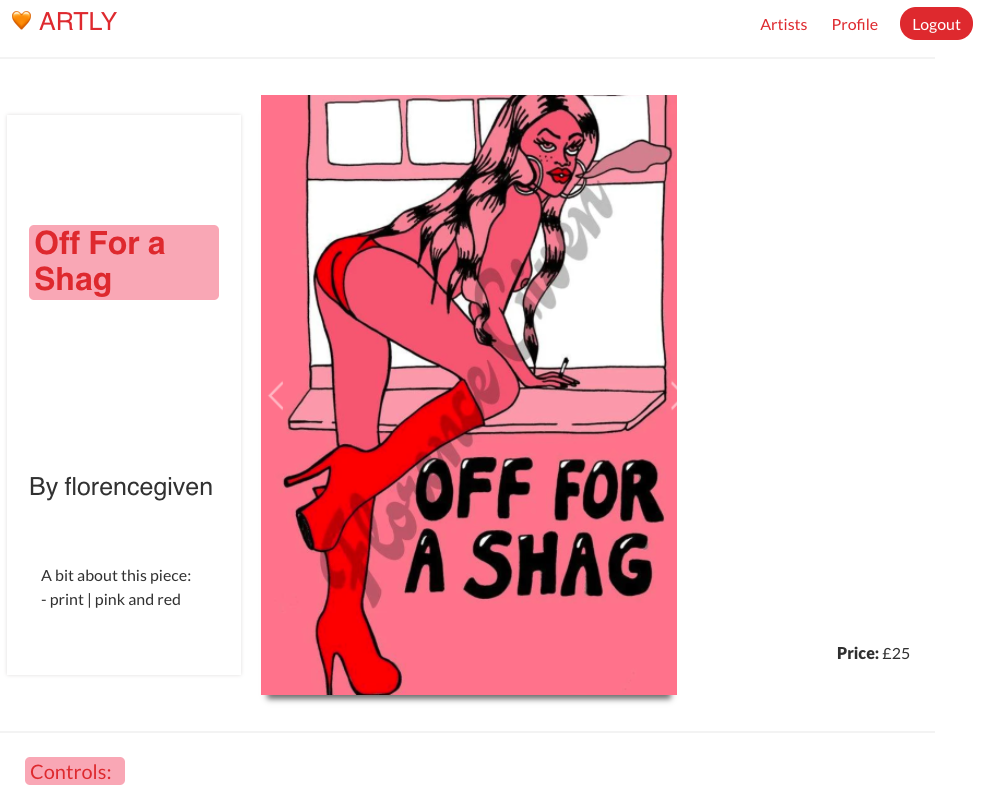 🧡 ARTLY
Artists Profile Logout
Off For a
Shag
By florencegiven
A bit about this piece:
- print | pink and red
Florence Given
OFF FOR
A SHAG
Price: £25
Controls: